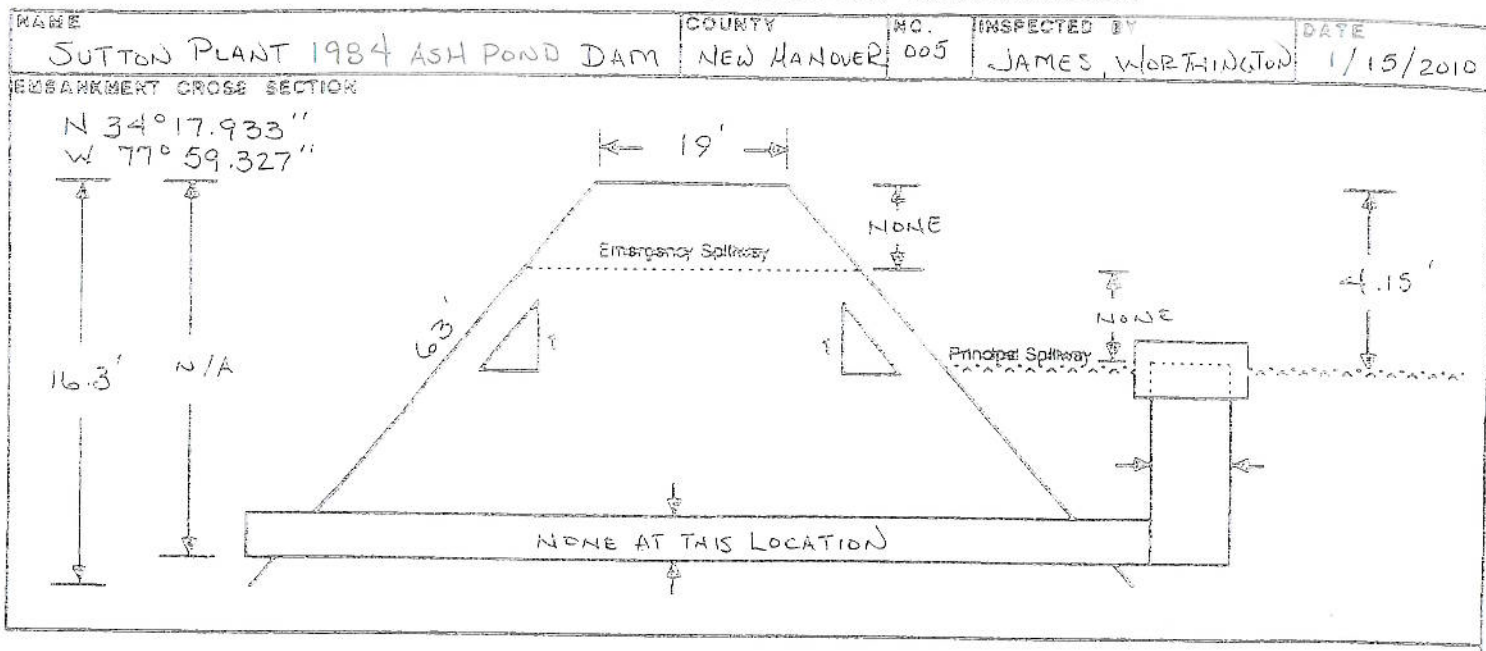 NAME
SUTTON PLANT 1984 ASH POND DAM
COUNTY
NEW HANOVER
NO.
005
INSPECTED BY
JAMES WORTHINGTON
DATE
1/15/2010
EMBANKMENT CROSS SECTION
N 34° 17.933"
W 77° 59.327"
19'
NONE
Emergency Spillway
4.15'
NONE
63'
1
1
Principal Spillway
16.3'
N/A
NONE AT THIS LOCATION